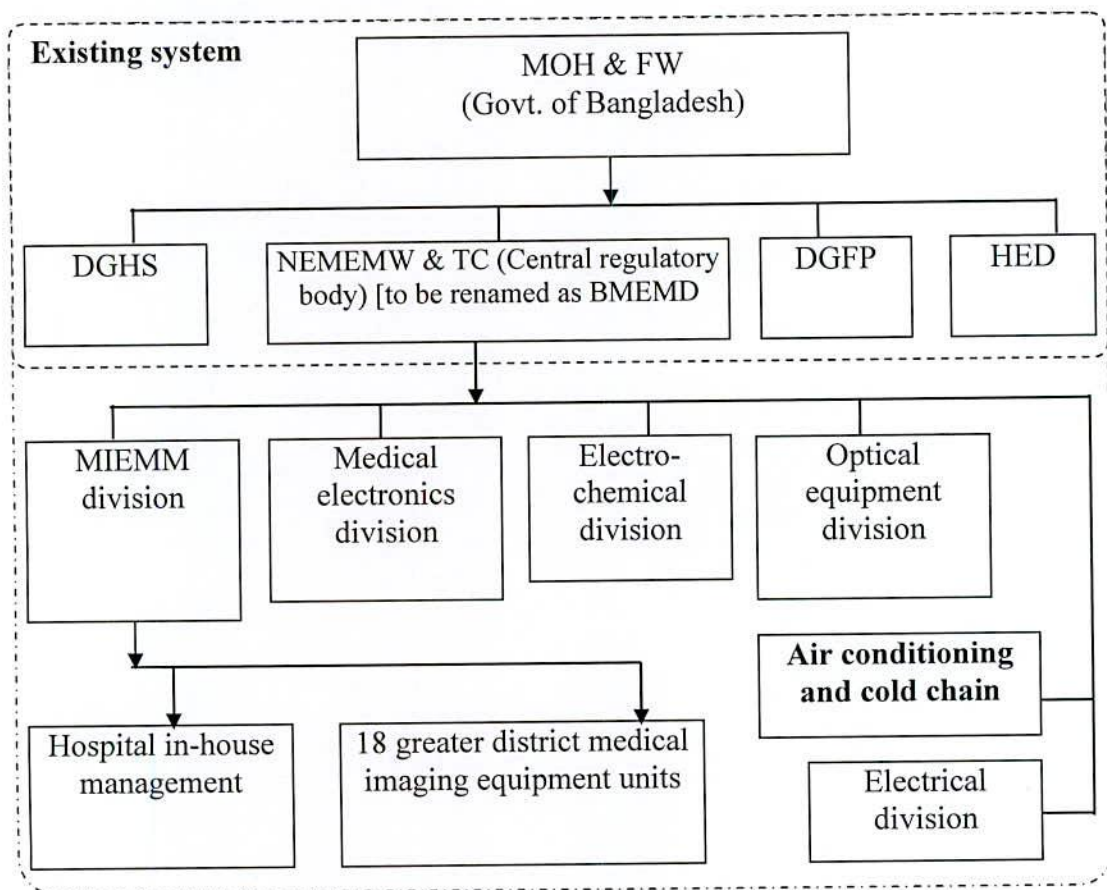 Existing system
MOH & FW
(Govt. of Bangladesh)
DGHS
NEMEMW & TC (Central regulatory
body) [to be renamed as BMEMD
DGFP
HED
MIEMM
division
Medical
electronics
division
Electro-
chemical
division
Optical
equipment
division
Air conditioning
and cold chain
Hospital in-house
management
18 greater district medical
imaging equipment units
Electrical
division